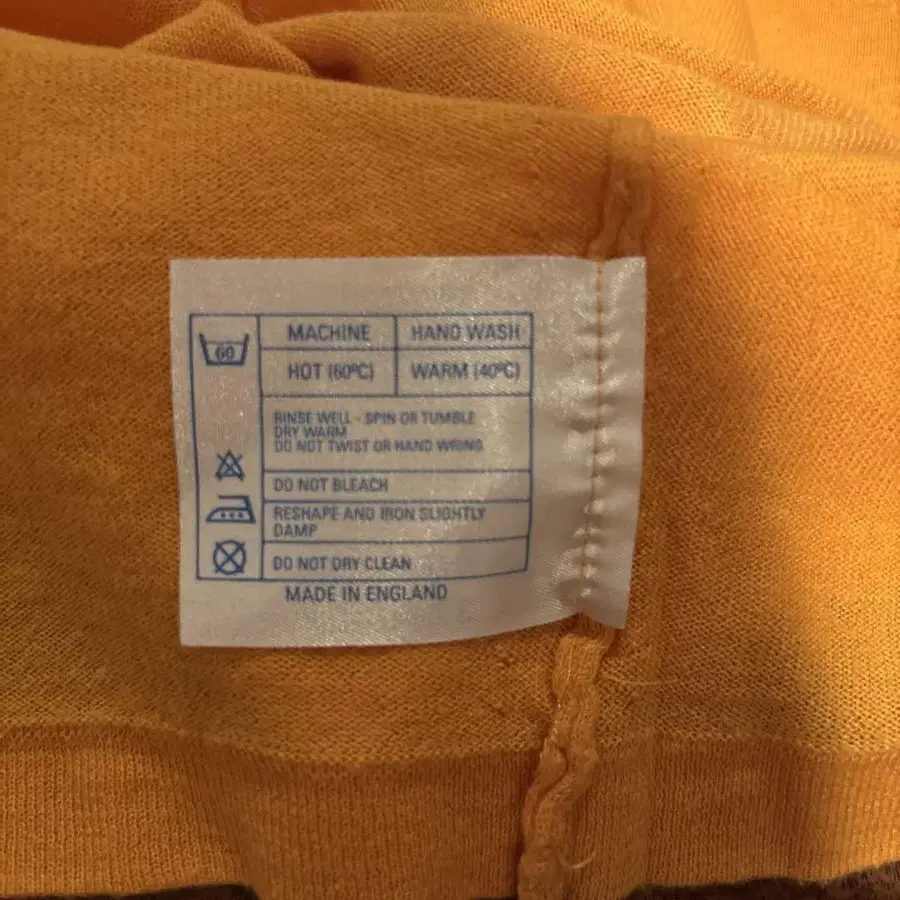 60
MACHINE HAND WASH
HOT (60ºC) WARM (40ºC)
RINSE WELL - SPIN OR TUMBLE
DRY WARM
DO NOT TWIST OR HAND WRING
DO NOT BLEACH
RESHAPE AND IRON SLIGHTLY
DAMP
DO NOT DRY CLEAN
MADE IN ENGLAND